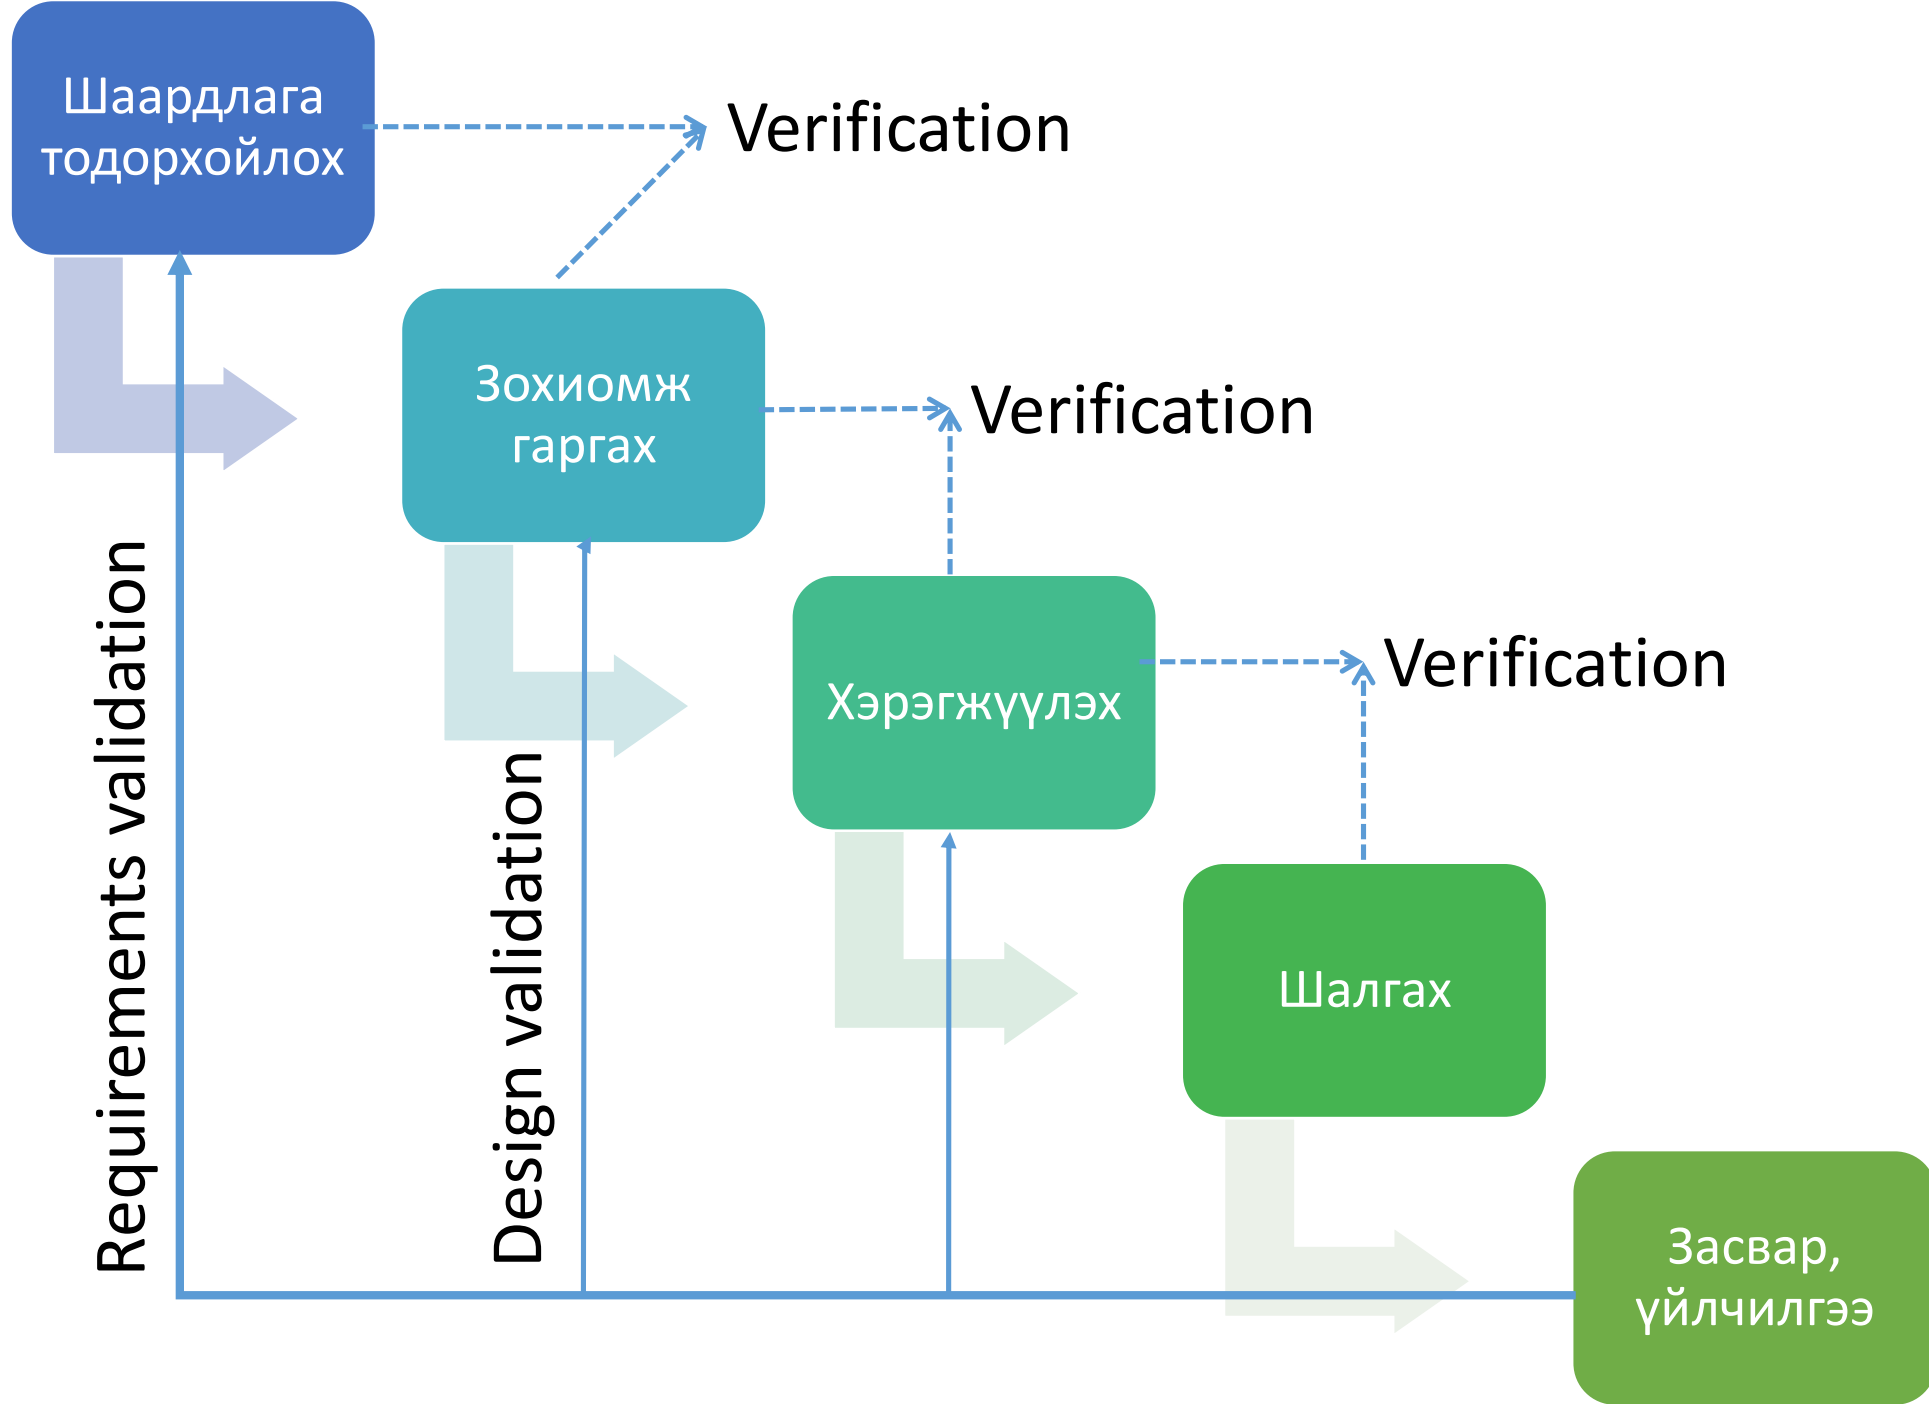 Шаардлага
тодорхойлох
Verification
Зохиомж
гаргах
Verification
Хэрэгжүүлэх
Verification
Шалгах
Засвар,
үйлчилгээ
Requirements validation
Design validation